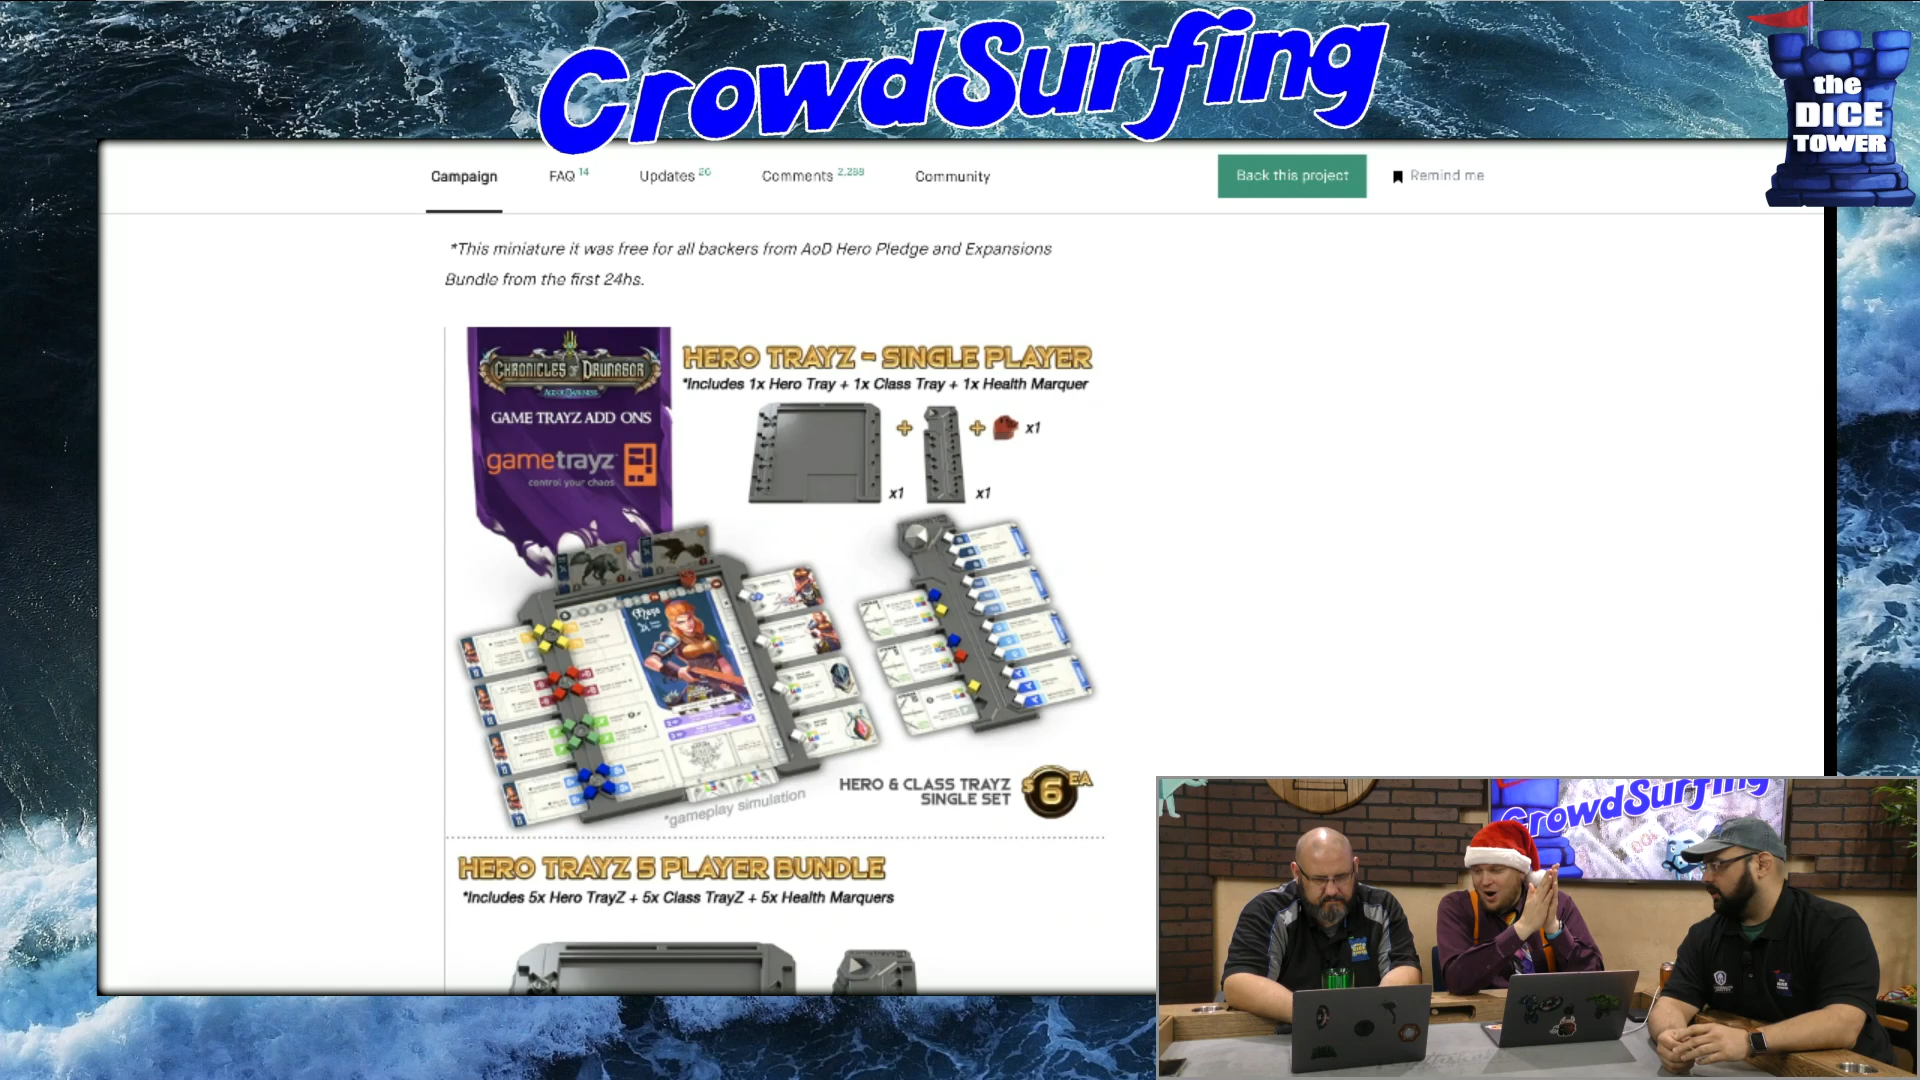 CrowdSurfing
the
DICE
TOWER
Campaign
FAQ 14
Updates 26
Comments 2,288
Community
Back this project
Remind me
*This miniature it was free for all backers from AoD Hero Pledge and Expansions
Bundle from the first 24hs.
CHRONICLES OF DRUNAGOR
AGE OF DARKNESS
GAME TRAYZ ADD ONS
gametrayz
control your chaos
HERO TRAYZ - SINGLE PLAYER
*Includes 1x Hero Tray + 1x Class Tray + 1x Health Marquer
+
+
x1
x1
x1
*gameplay simulation
HERO & CLASS TRAYZ
SINGLE SET
$6 EA
HERO TRAYZ 5 PLAYER BUNDLE
*Includes 5x Hero TrayZ + 5x Class TrayZ + 5x Health Marquers
CrowdSurfing